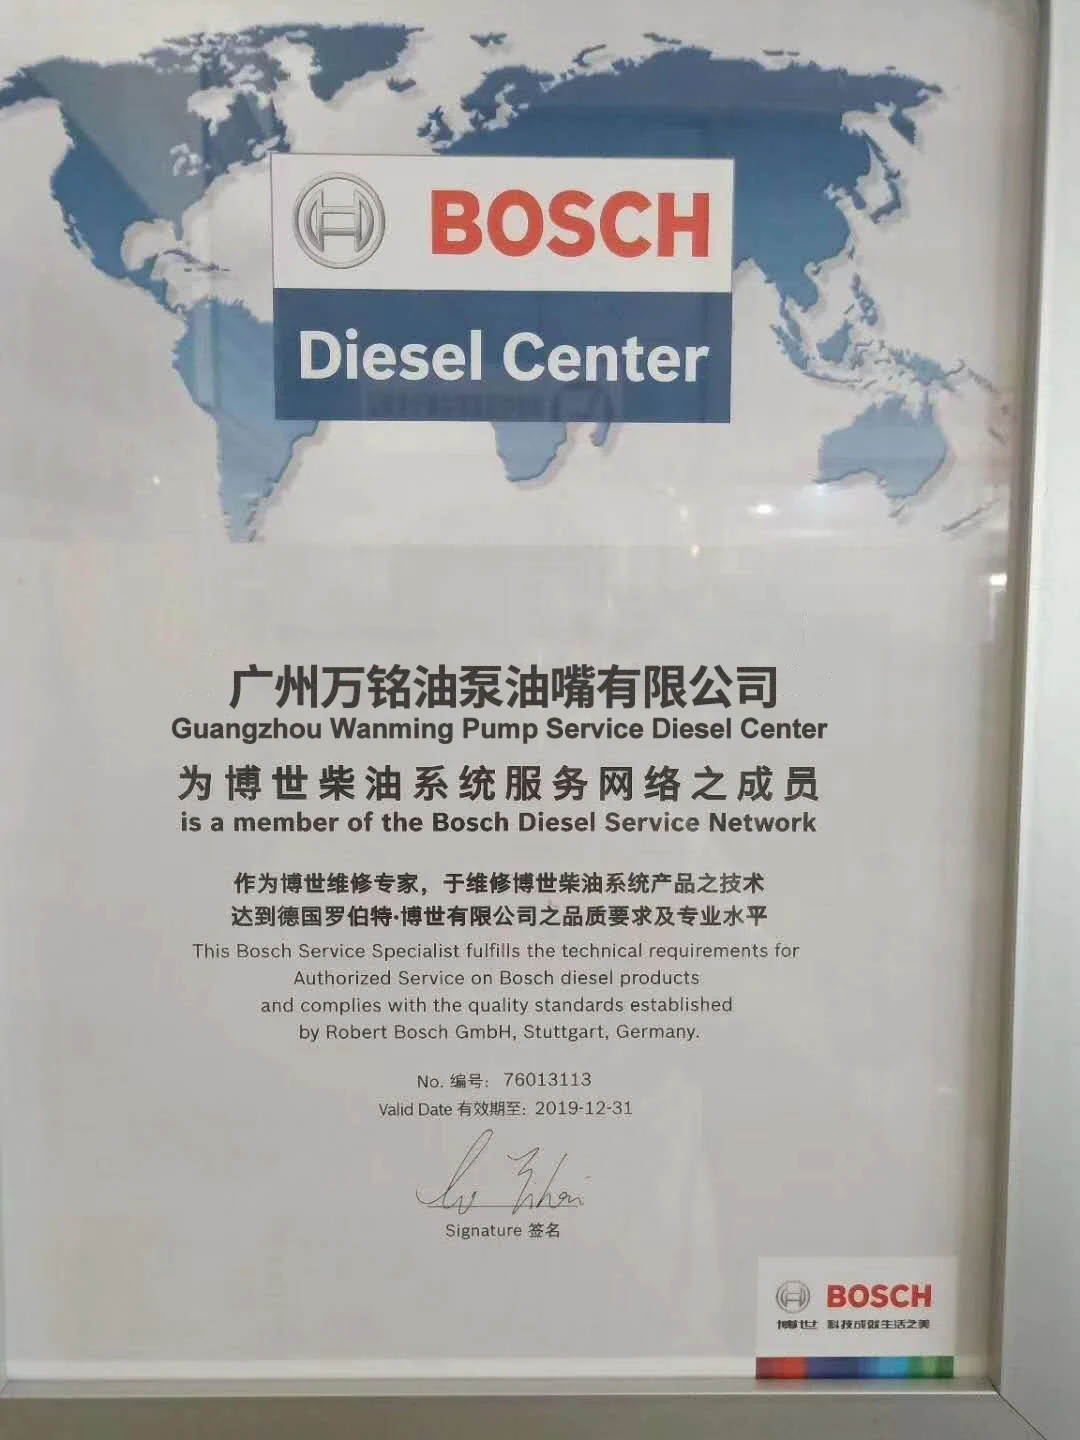 BOSCH
Diesel Center
广州万铭油泵油嘴有限公司
Guangzhou Wanming Pump Service Diesel Center
为博世柴油系统服务网络之成员
is a member of the Bosch Diesel Service Network
作为博世维修专家，于维修博世柴油系统产品之技术
达到德国罗伯特·博世有限公司之品质要求及专业水平
This Bosch Service Specialist fulfills the technical requirements for
Authorized Service on Bosch diesel products
and complies with the quality standards established
by Robert Bosch GmbH, Stuttgart, Germany.
No. 编号: 76013113
Valid Date 有效期至: 2019-12-31
Signature 签名
BOSCH
博世 科技成就生活之美